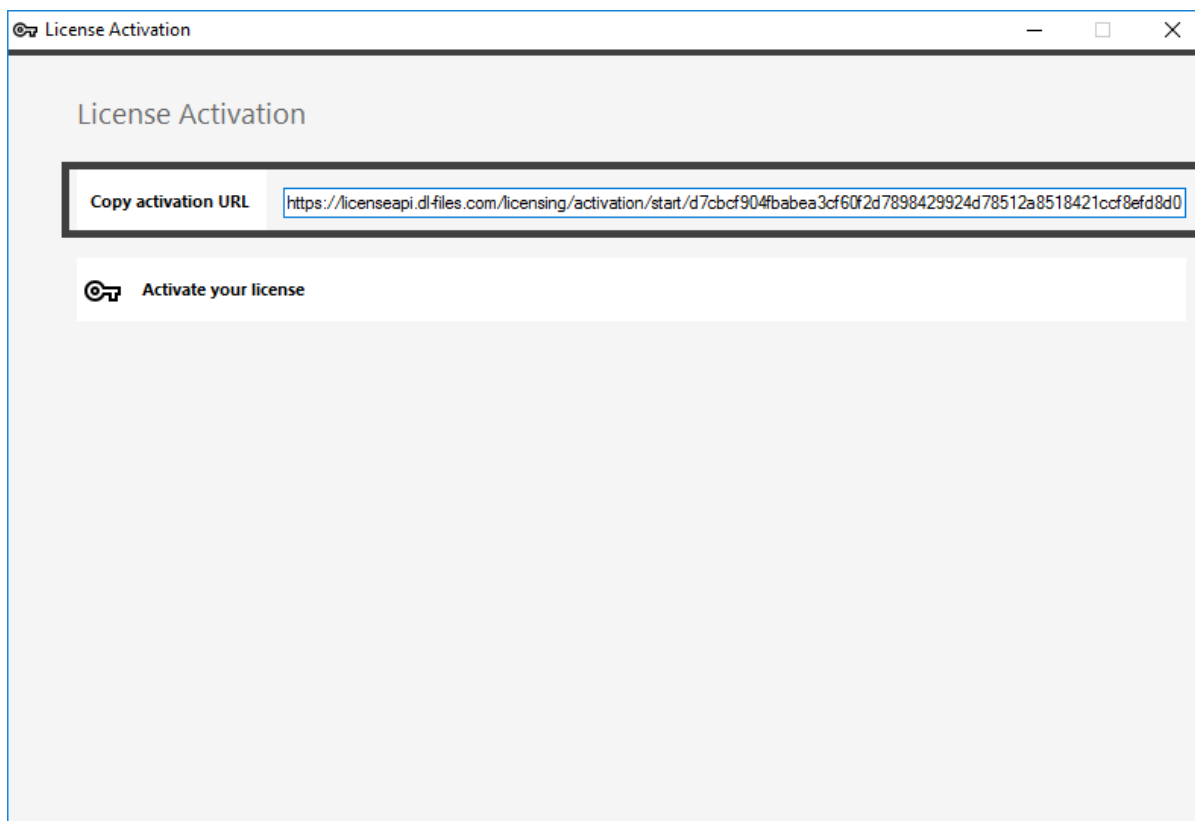 License Activation
License Activation
Copy activation URL https://licenseapi.dl-files.com/licensing/activation/start/d7cbcf904fbabea3cf60f2d7898429924d78512a8518421ccf8efd8d0
Activate your license